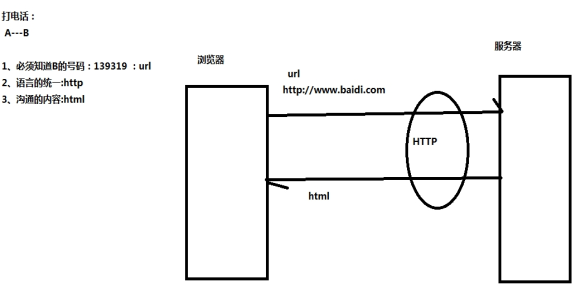 打电话：
A---B
1、必须知道B的号码：139319 ：url
2、语言的统一:http
3、沟通的内容:html
浏览器
服务器
url
http://www.baidi.com
HTTP
html